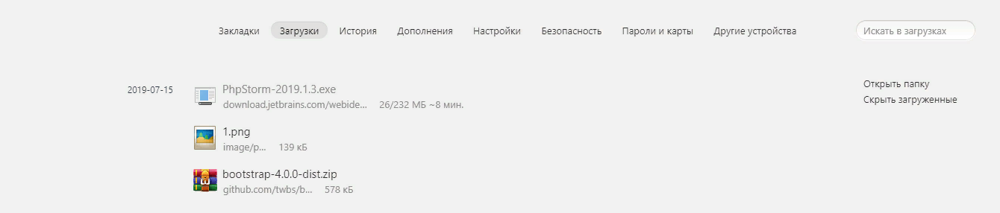 Закладки Загрузки История Дополнения Настройки Безопасность Пароли и карты Другие устройства Искать в загрузках
2019-07-15 PhpStorm-2019.1.3.exe
download.jetbrains.com/webide... 26/232 МБ ~8 мин.
1.png
image/p... 139 кБ
bootstrap-4.0.0-dist.zip
github.com/twbs/b... 578 кБ
Открыть папку
Скрыть загруженные